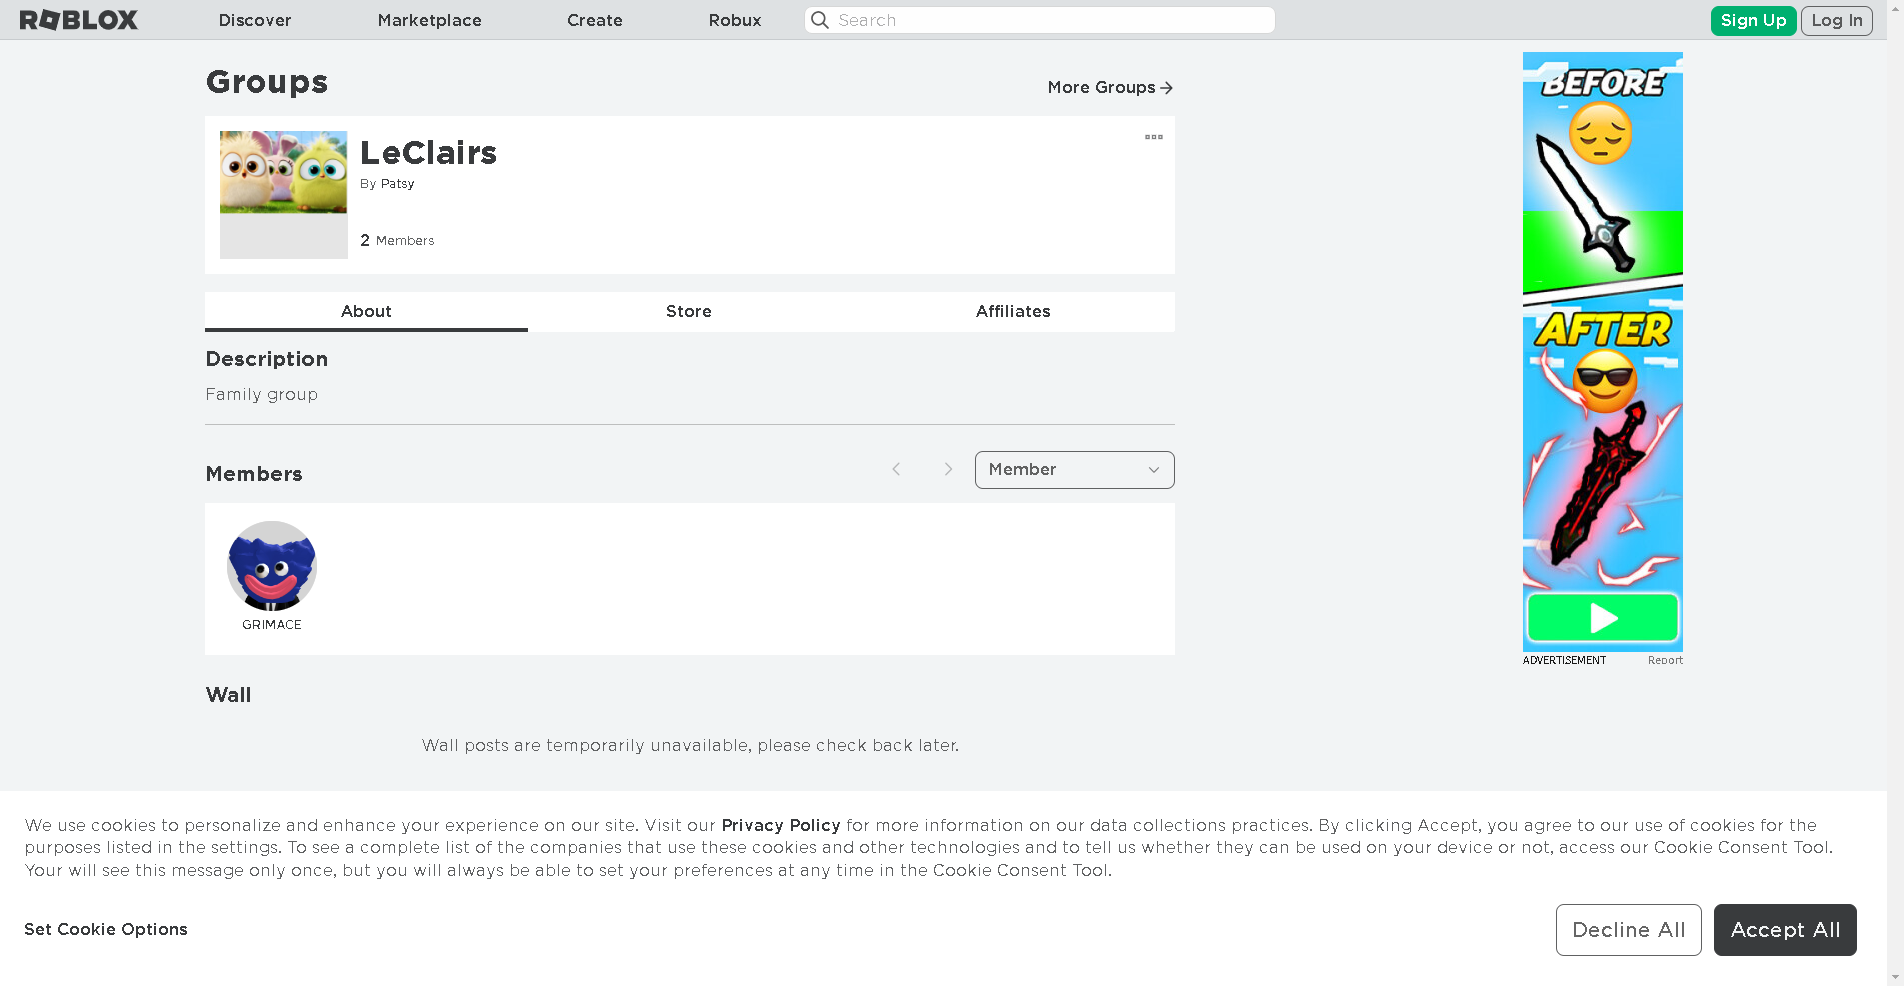 ROBLOX
Discover
Marketplace
Create
Robux
Search
Sign Up
Log In
Groups
More Groups
LeClairs
By Patsy
2 Members
About
Store
Affiliates
Description
Family group
Members
Member
GRIMACE
Wall
Wall posts are temporarily unavailable, please check back later.
BEFORE
AFTER
ADVERTISEMENT
Report
We use cookies to personalize and enhance your experience on our site. Visit our Privacy Policy for more information on our data collections practices. By clicking Accept, you agree to our use of cookies for the
purposes listed in the settings. To see a complete list of the companies that use these cookies and other technologies and to tell us whether they can be used on your device or not, access our Cookie Consent Tool.
Your will see this message only once, but you will always be able to set your preferences at any time in the Cookie Consent Tool.
Set Cookie Options
Decline All
Accept All